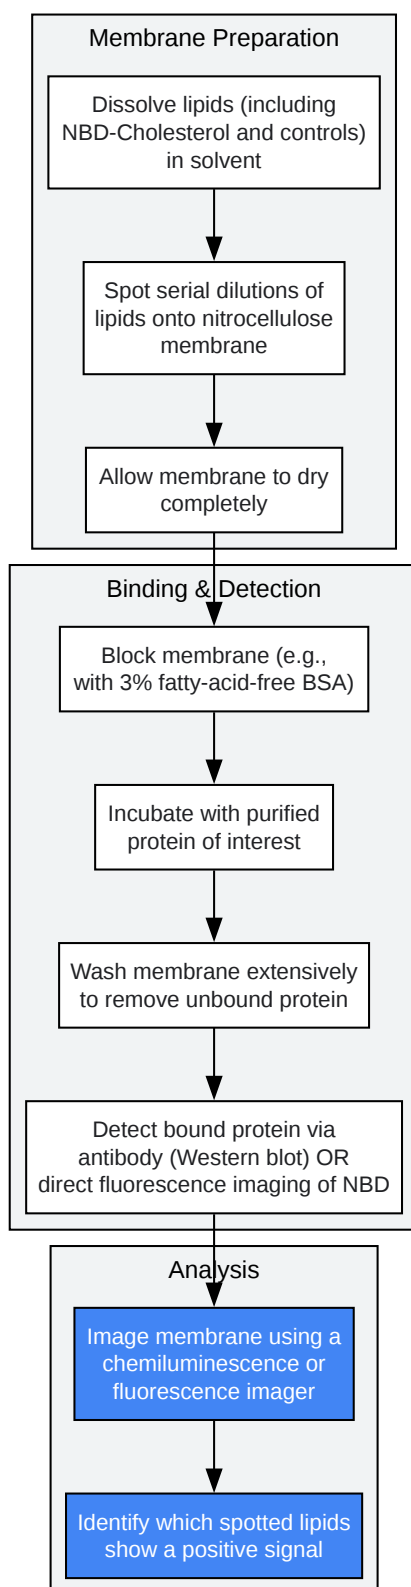 Membrane Preparation
Dissolve lipids (including
NBD-Cholesterol and controls)
in solvent
Spot serial dilutions of
lipids onto nitrocellulose
membrane
Allow membrane to dry
completely
Binding & Detection
Block membrane (e.g.,
with 3% fatty-acid-free BSA)
Incubate with purified
protein of interest
Wash membrane extensively
to remove unbound protein
Detect bound protein via
antibody (Western blot) OR
direct fluorescence imaging of NBD
Analysis
Image membrane using a
chemiluminescence or
fluorescence imager
Identify which spotted lipids
show a positive signal